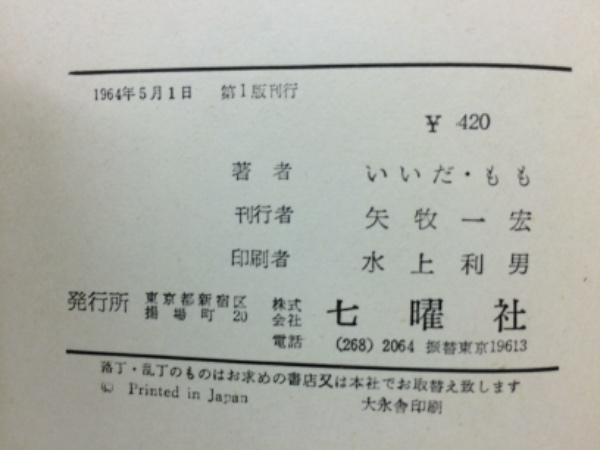 1964年5月1日　第1版刊行
¥ 420
著者　いいだ・もも
刊行者　矢牧一宏
印刷者　水上利男
発行所　東京都新宿区揚場町20　株式会社　七曜社
電話　(268) 2064　振替東京19613
落丁・乱丁のものはお求めの書店又は本社でお取替え致します
© Printed in Japan　大永舎印刷